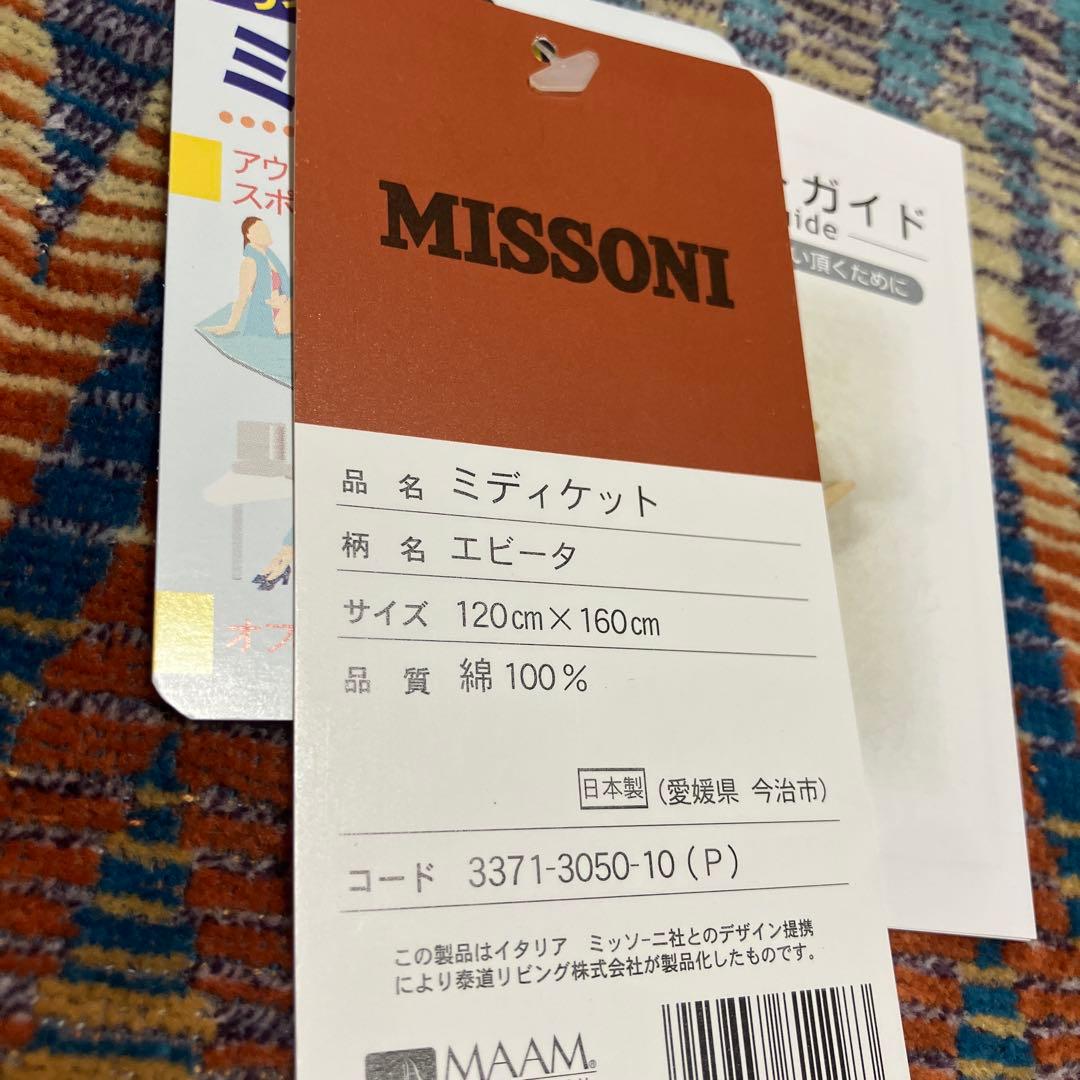 MISSONI
品名 ミディケット
柄名 エビータ
サイズ 120cm×160cm
品質 綿100%
日本製 (愛媛県 今治市)
コード 3371-3050-10(P)
この製品はイタリア ミッソーニ社とのデザイン提携
により泰道リビング株式会社が製品化したものです。
MAAM®
ミ
アウ
スポ
オフ
ガイド
い頂くために